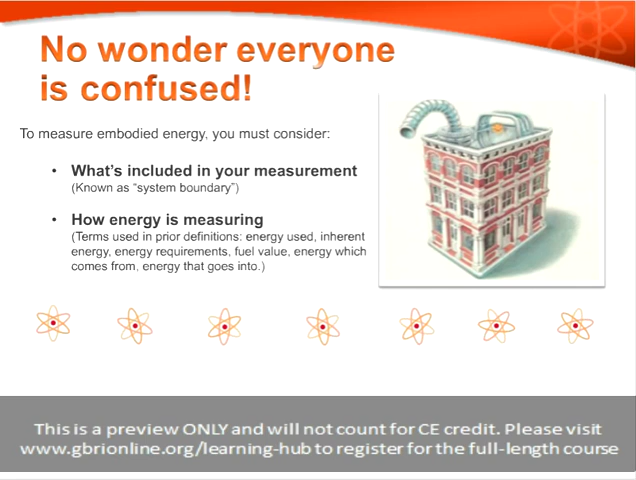 No wonder everyone
is confused!
To measure embodied energy, you must consider:
• What's included in your measurement
(Known as "system boundary")
• How energy is measuring
(Terms used in prior definitions: energy used, inherent
energy, energy requirements, fuel value, energy which
comes from, energy that goes into.)
This is a preview ONLY and will not count for CE credit. Please visit
www.gbrionline.org/learning-hub to register for the full-length course